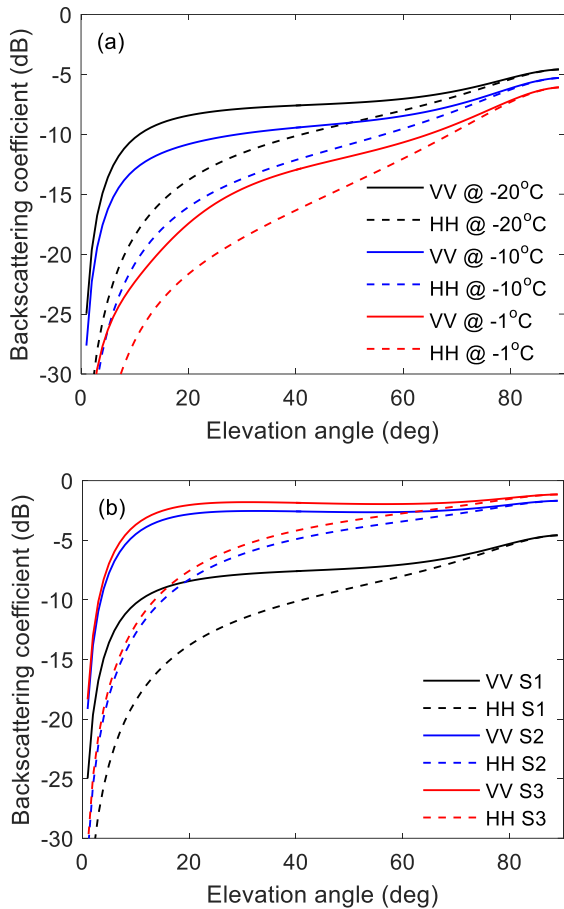 (a)
0
-5
-10
-15
-20
-25
-30
Backscattering coefficient (dB)
VV @ -20°C
HH @ -20°C
VV @ -10°C
HH @ -10°C
VV @ -1°C
HH @ -1°C
0 20 40 60 80
Elevation angle (deg)
(b)
0
-5
-10
-15
-20
-25
-30
Backscattering coefficient (dB)
VV S1
HH S1
VV S2
HH S2
VV S3
HH S3
0 20 40 60 80
Elevation angle (deg)